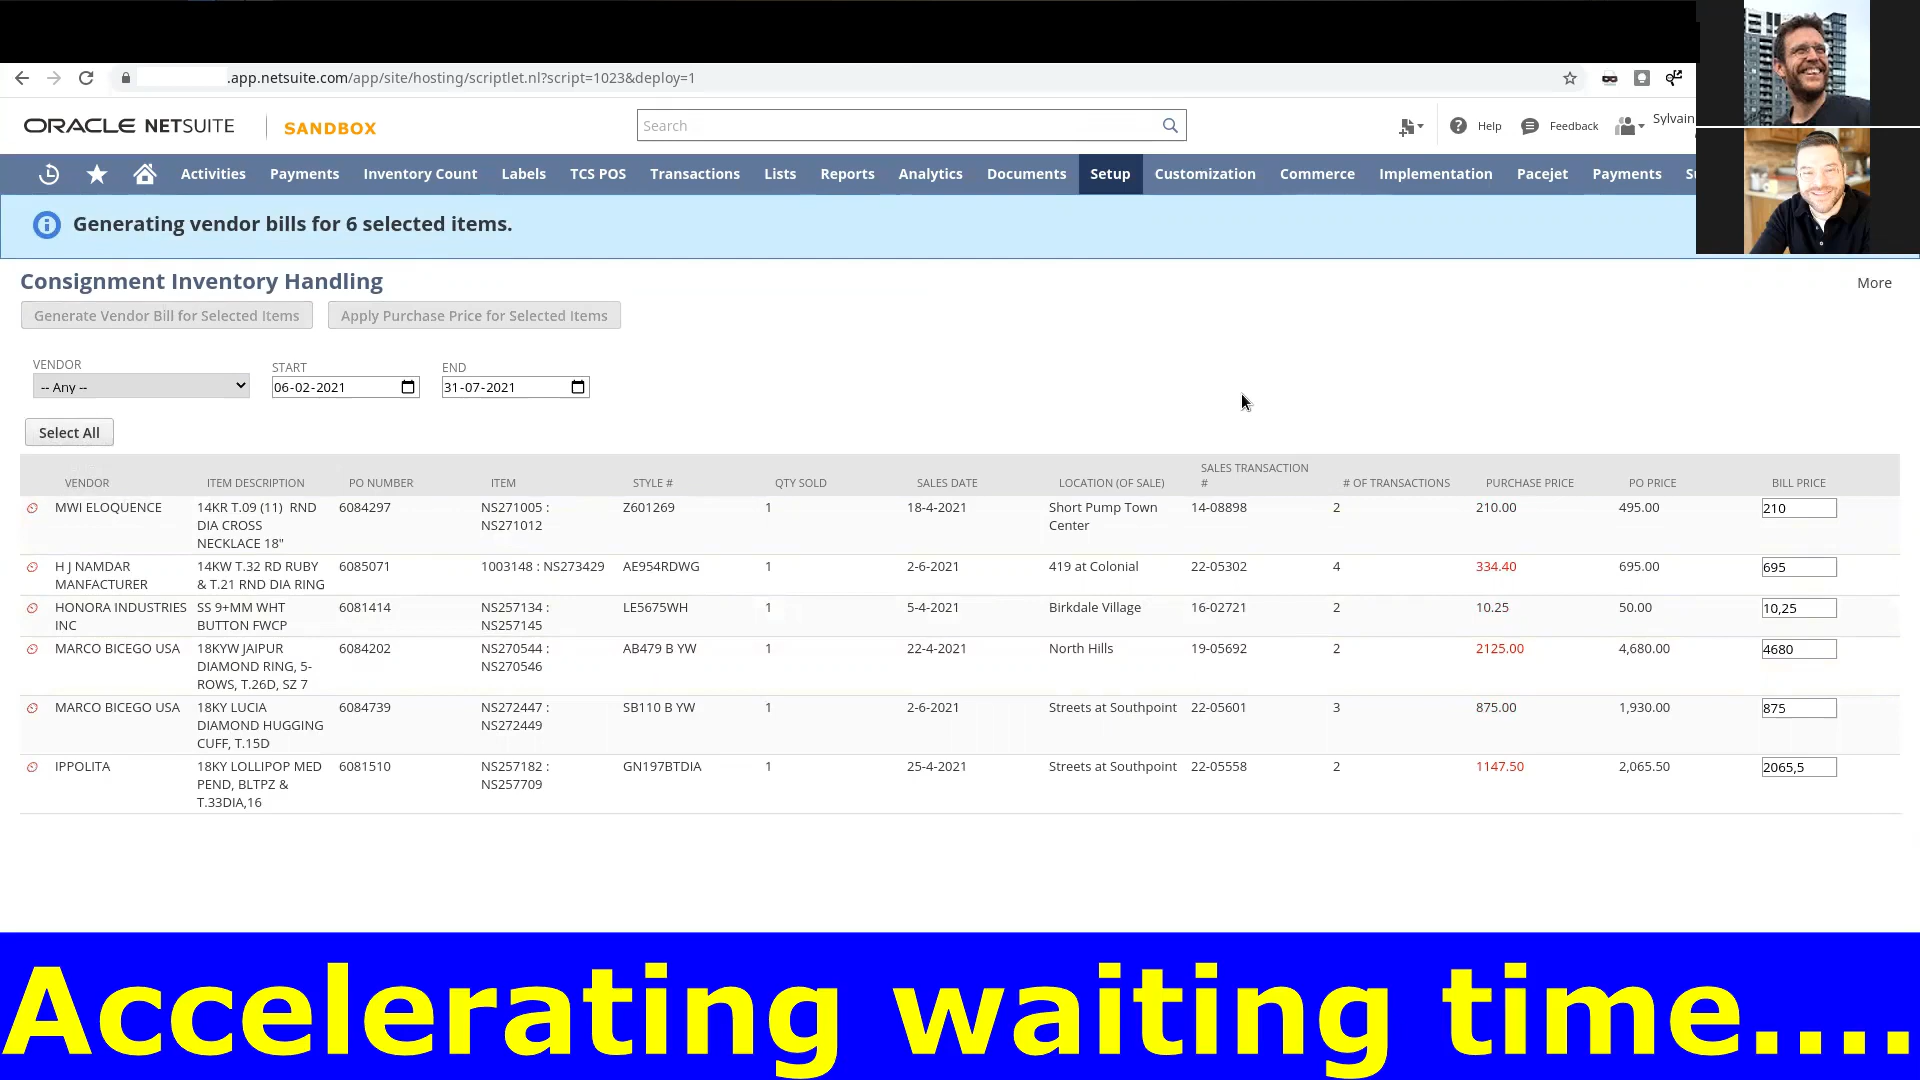 .app.netsuite.com/app/site/hosting/scriptlet.nl?script=1023&deploy=1
ORACLE NETSUITE SANDBOX Search Help Feedback Sylvain
Activities Payments Inventory Count Labels TCS POS Transactions Lists Reports Analytics Documents Setup Customization Commerce Implementation Pacejet Payments
Generating vendor bills for 6 selected items.
Consignment Inventory Handling More
Generate Vendor Bill for Selected Items Apply Purchase Price for Selected Items
VENDOR START END
-- Any -- 06-02-2021 31-07-2021
Select All
SALES TRANSACTION
VENDOR ITEM DESCRIPTION PO NUMBER ITEM STYLE # QTY SOLD SALES DATE LOCATION (OF SALE) # # OF TRANSACTIONS PURCHASE PRICE PO PRICE BILL PRICE
MWI ELOQUENCE 14KR T.09 (11) RND NS271005 : Z601269 1 18-4-2021 Short Pump Town 14-08898 2 210.00 495.00 210
DIA CROSS 6084297 NS271012 Center
NECKLACE 18"
H J NAMDAR 14KW T.32 RD RUBY 6085071 1003148 : NS273429 AE954RDWG 1 2-6-2021 419 at Colonial 22-05302 4 334.40 695.00 695
MANFACTURER & T.21 RND DIA RING
HONORA INDUSTRIES SS 9+MM WHT 6081414 NS257134 : LE5675WH 1 5-4-2021 Birkdale Village 16-02721 2 10.25 50.00 10,25
INC BUTTON FWCP NS257145
MARCO BICEGO USA 18KYW JAIPUR 6084202 NS270544 : AB479 B YW 1 22-4-2021 North Hills 19-05692 2 2125.00 4,680.00 4680
DIAMOND RING, 5- NS270546
ROWS, T.26D, SZ 7
MARCO BICEGO USA 18KY LUCIA 6084739 NS272447 : SB110 B YW 1 2-6-2021 Streets at Southpoint 22-05601 3 875.00 1,930.00 875
DIAMOND HUGGING NS272449
CUFF, T.15D
IPPOLITA 18KY LOLLIPOP MED 6081510 NS257182 : GN197BTDIA 1 25-4-2021 Streets at Southpoint 22-05558 2 1147.50 2,065.50 2065,5
PEND, BLTPZ & NS257709
T.33DIA,16
Accelerating waiting time....